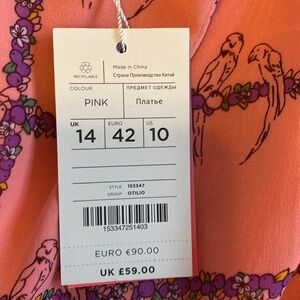 Made in China
RECYCLABLE
Страна Производства Китай
COLOUR
ПРЕДМЕТ ОДЕЖДЫ
PINK
Платье
UK EURO US
14 42 10
STYLE 153347
GROUP OTILIO
153347251403
EURO €90.00
UK £59.00